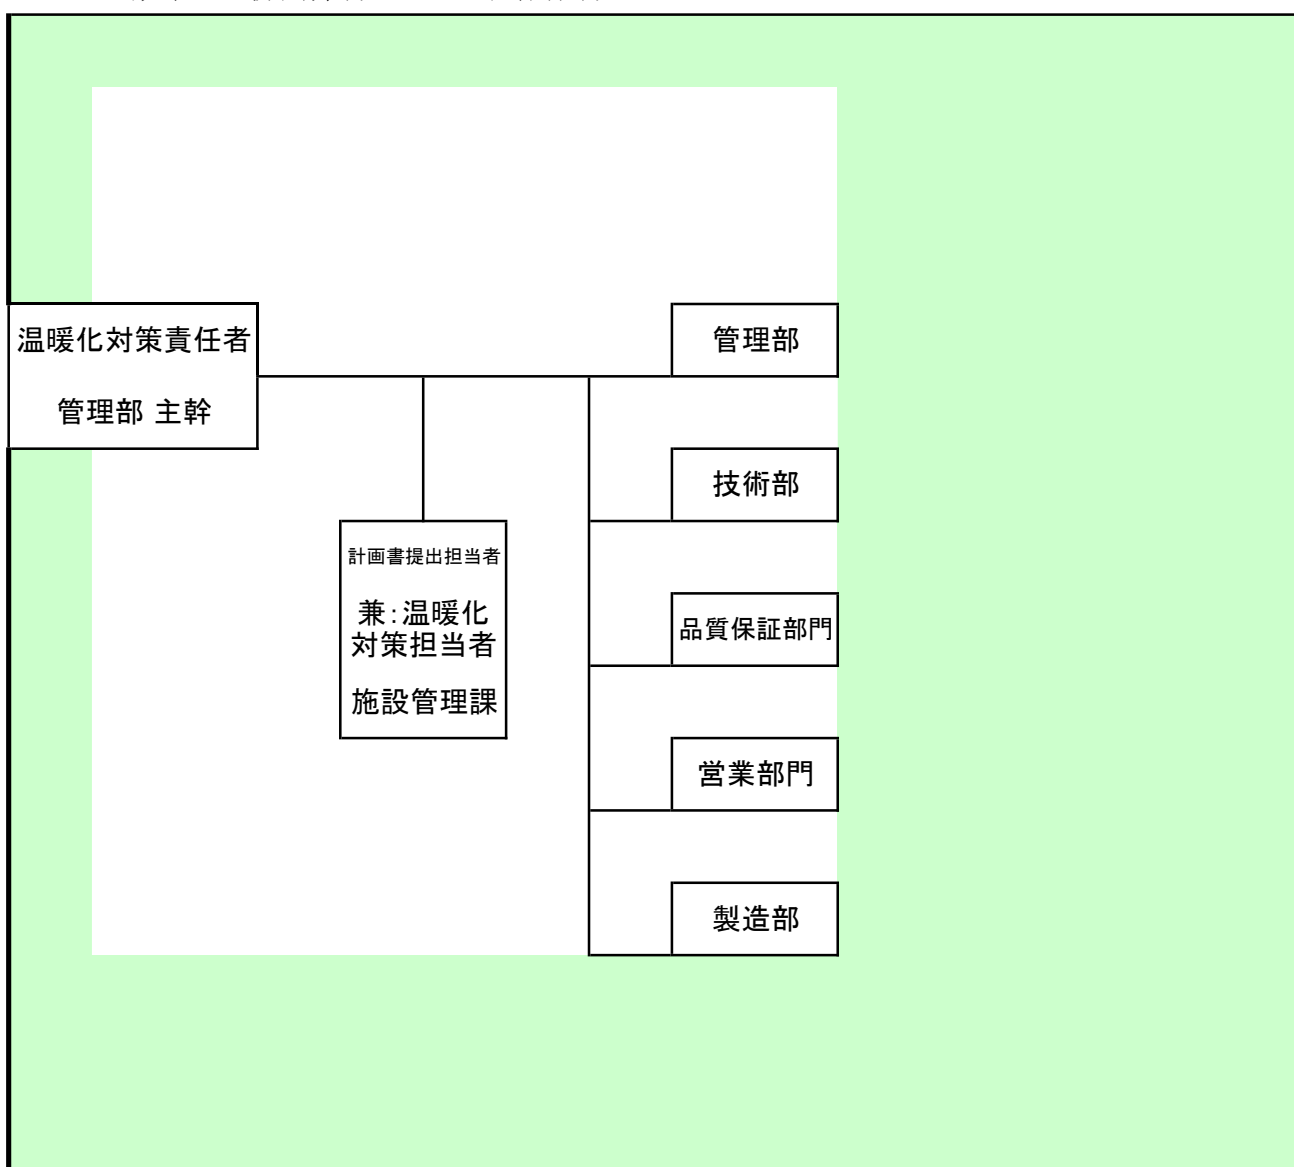 温暖化対策責任者
管理部 主幹
管理部
技術部
計画書提出担当者
兼：温暖化
対策担当者
施設管理課
品質保証部門
営業部門
製造部